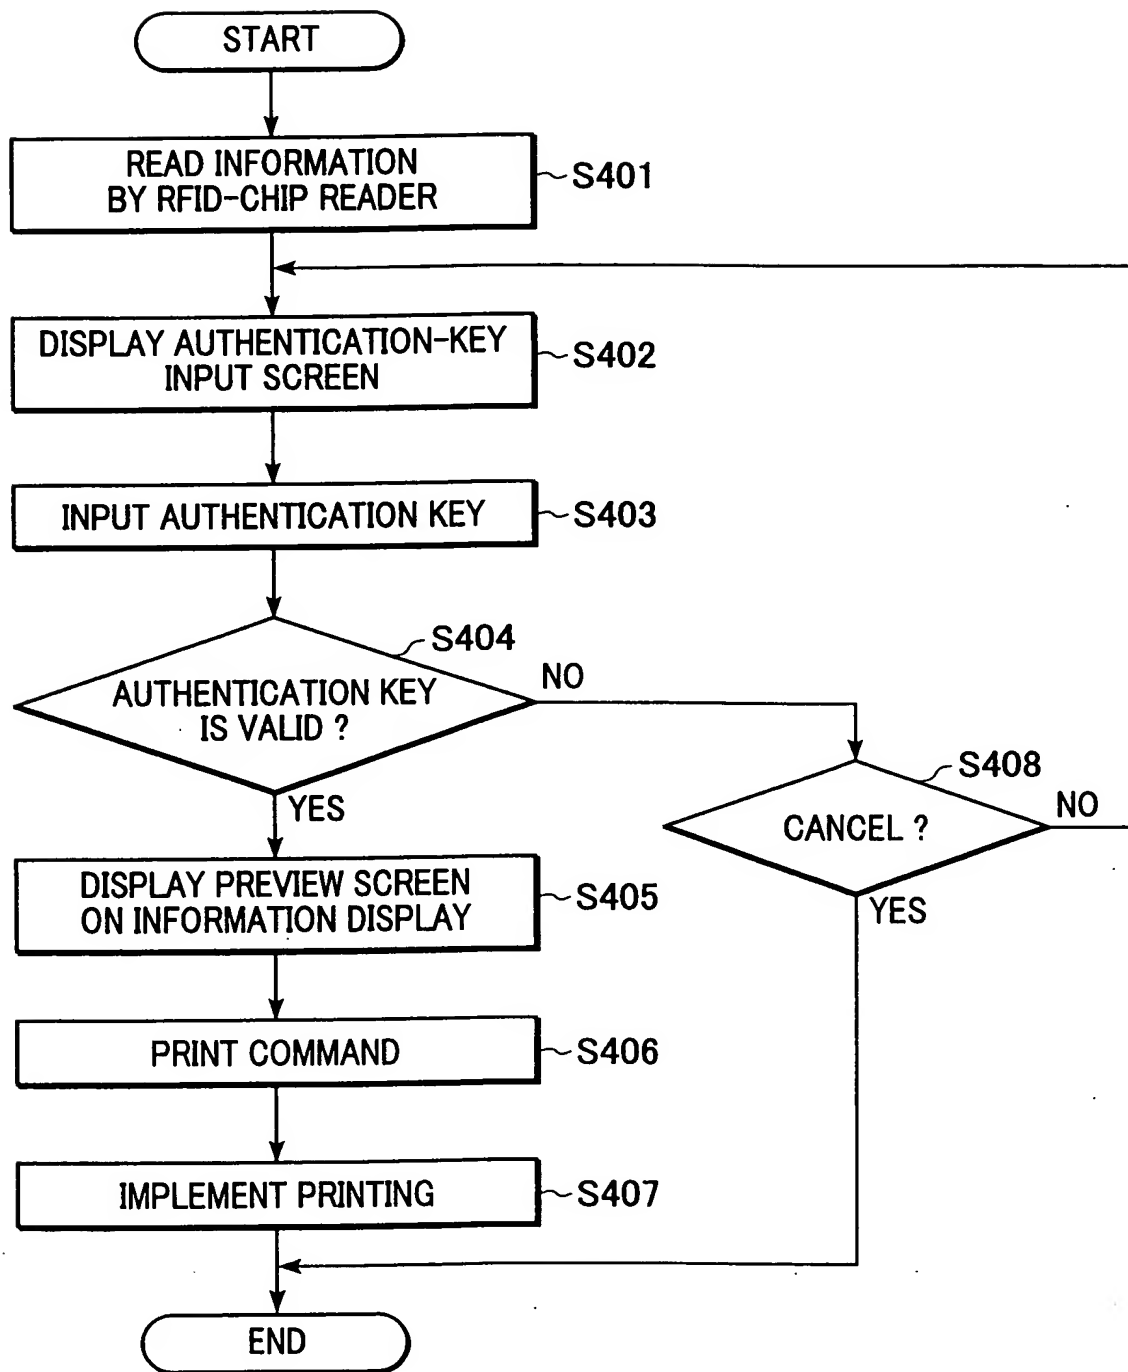 START
READ INFORMATION
BY RFID-CHIP READER
S401
DISPLAY AUTHENTICATION-KEY
INPUT SCREEN
S402
INPUT AUTHENTICATION KEY
S403
S404
AUTHENTICATION KEY
IS VALID ?
NO
YES
S408
CANCEL ?
NO
YES
DISPLAY PREVIEW SCREEN
ON INFORMATION DISPLAY
S405
PRINT COMMAND
S406
IMPLEMENT PRINTING
S407
END